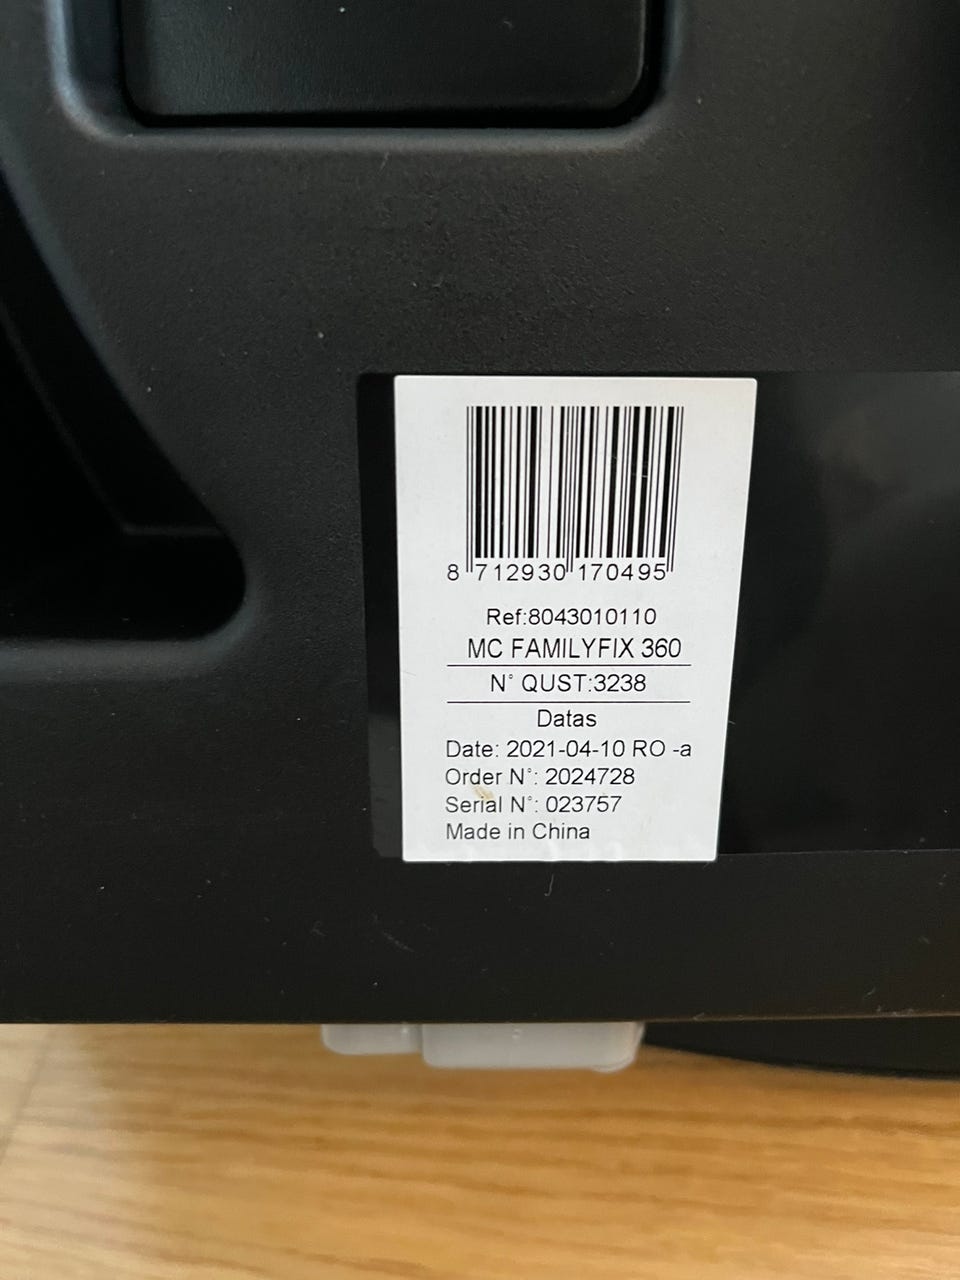 8 712930 170495
Ref:8043010110
MC FAMILYFIX 360
N° QUST:3238
Datas
Date: 2021-04-10 RO -a
Order N°: 2024728
Serial N°: 023757
Made in China